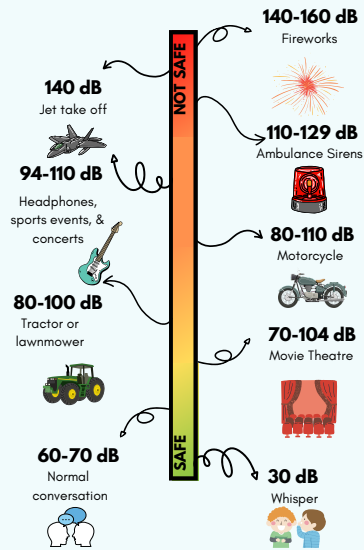 140-160 dB
Fireworks
NOT SAFE
140 dB
Jet take off
110-129 dB
Ambulance Sirens
94-110 dB
Headphones,
sports events, &
concerts
80-110 dB
Motorcycle
80-100 dB
Tractor or
lawnmower
70-104 dB
Movie Theatre
SAFE
60-70 dB
Normal
conversation
30 dB
Whisper